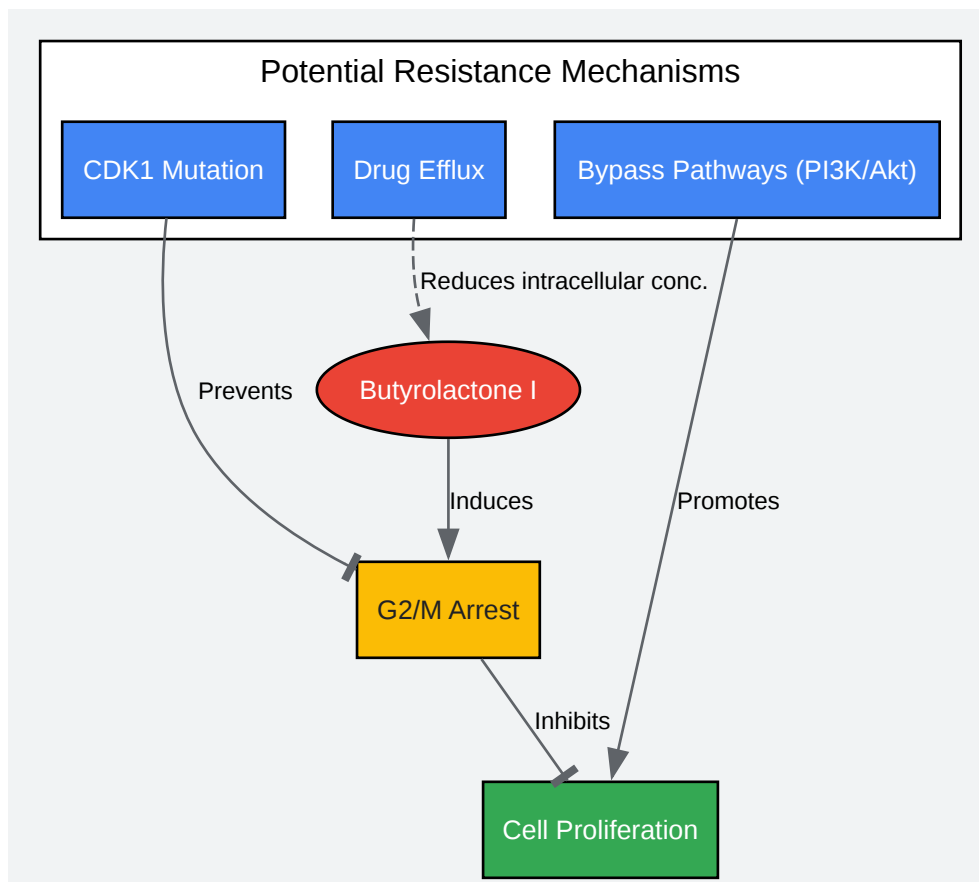 Potential Resistance Mechanisms
CDK1 Mutation
Drug Efflux
Bypass Pathways (PI3K/Akt)
Reduces intracellular conc.
Prevents
Butyrolactone I
Induces
Promotes
G2/M Arrest
Inhibits
Cell Proliferation